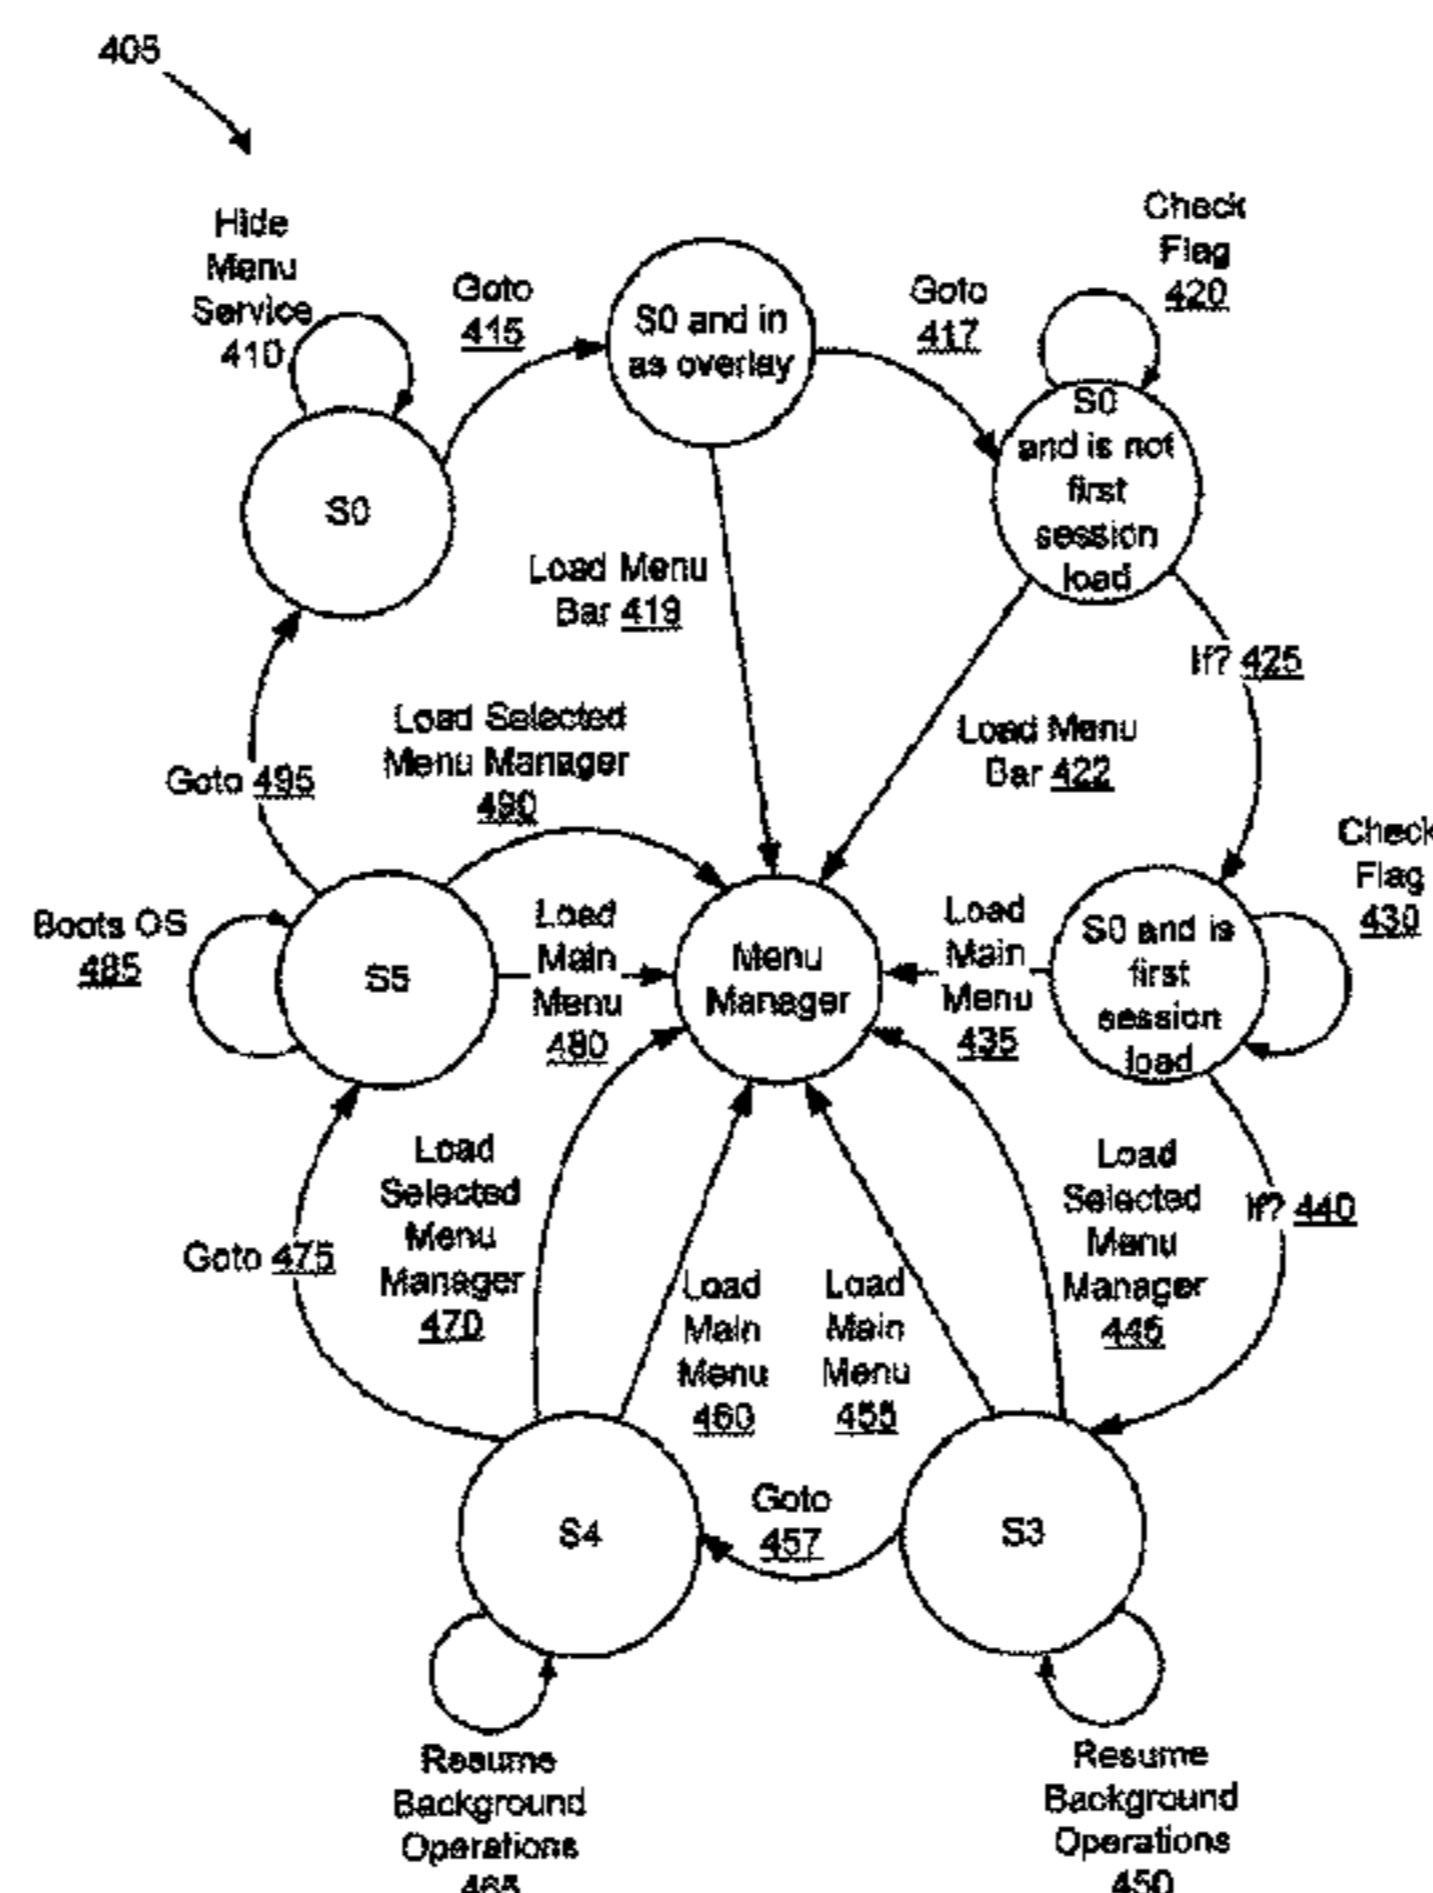 405
Hide
Menu
Service
410
Goto
415
S0 and in
as overlay
Goto
417
Check
Flag
420
S0
S0
and is not
first
session
load
Load Menu
Bar 419
If? 425
Load Selected
Menu Manager
490
Load Menu
Bar 422
Goto 495
Check
Flag
430
Boots OS
485
S5
Load
Main
Menu
480
Menu
Manager
Load
Main
Menu
435
S0 and is
first
session
load
Load
Selected
Menu
Manager
470
Load
Selected
Menu
Manager
445
If? 440
Goto 475
Load
Main
Menu
460
Load
Main
Menu
455
S4
Goto
457
S3
Resume
Background
Operations
465
Resume
Background
Operations
450